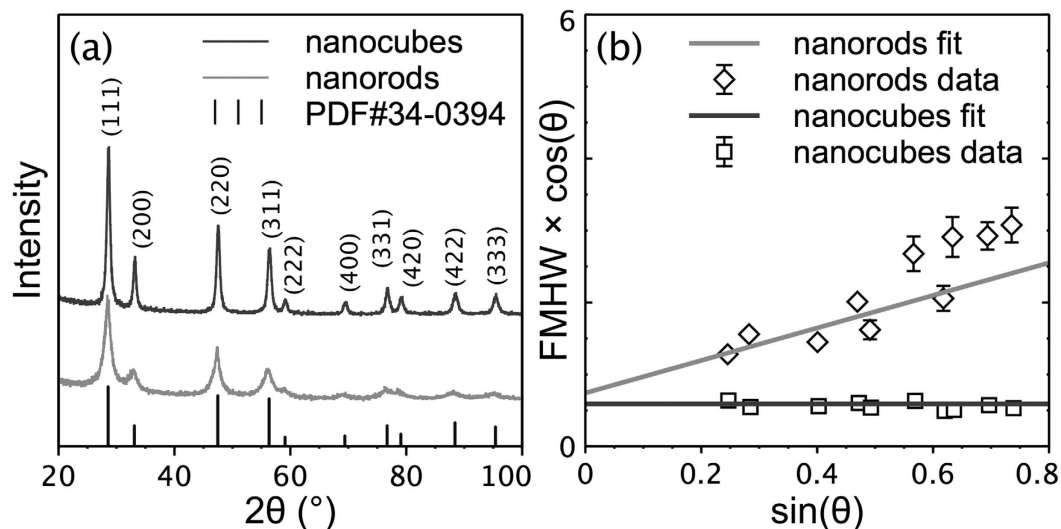 (a)
nanocubes
nanorods
PDF#34-0394
(111)
(200)
(220)
(311)
(222)
(400)
(331)
(420)
(422)
(333)
Intensity
20 40 60 80 100
2θ (°)
(b)
nanorods fit
nanorods data
nanocubes fit
nanocubes data
FMHW × cos(θ)
6
0
0 0.2 0.4 0.6 0.8
sin(θ)